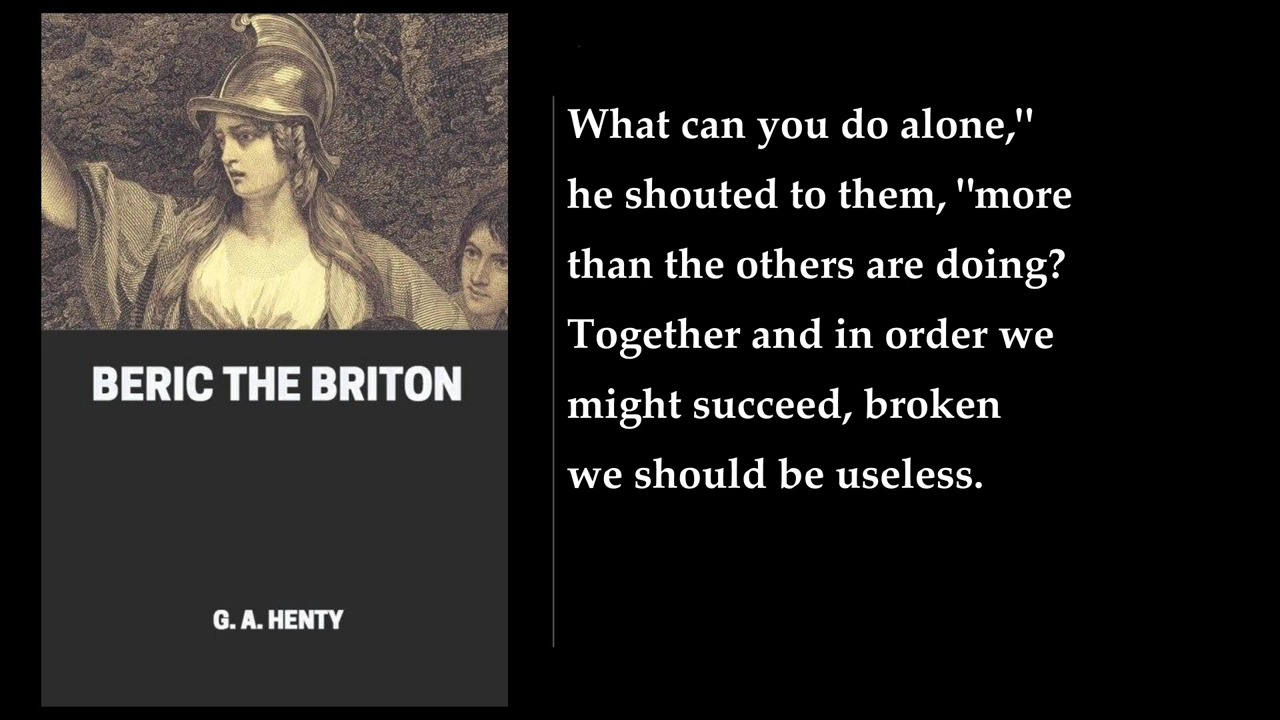 BERIC THE BRITON
G. A. HENTY
What can you do alone,"
he shouted to them, "more
than the others are doing?
Together and in order we
might succeed, broken
we should be useless.